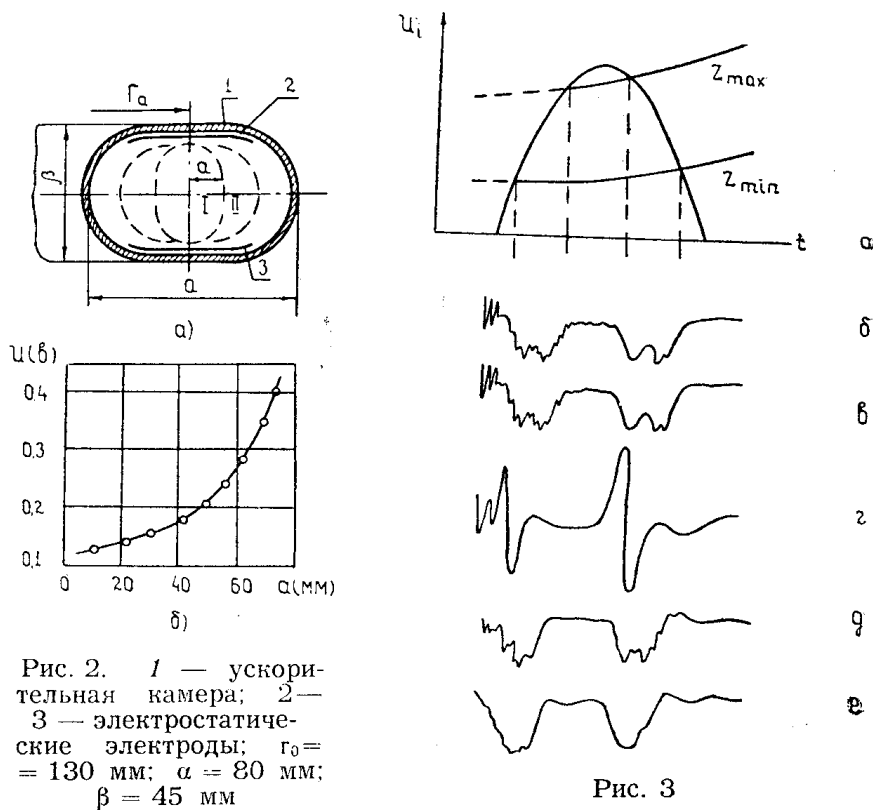 1 2
r_a
β
a
I II
3
a
а)
U(в)
0,4
0,3
0,2
0,1
0 20 40 60 a(мм)
б)
Рис. 2. 1 — ускори-
тельная камера; 2—
3 — электростатиче-
ские электроды; r₀=
= 130 мм; α = 80 мм;
β = 45 мм
U_i
Z max
Z min
t
а
б
в
г
д
е
Рис. 3